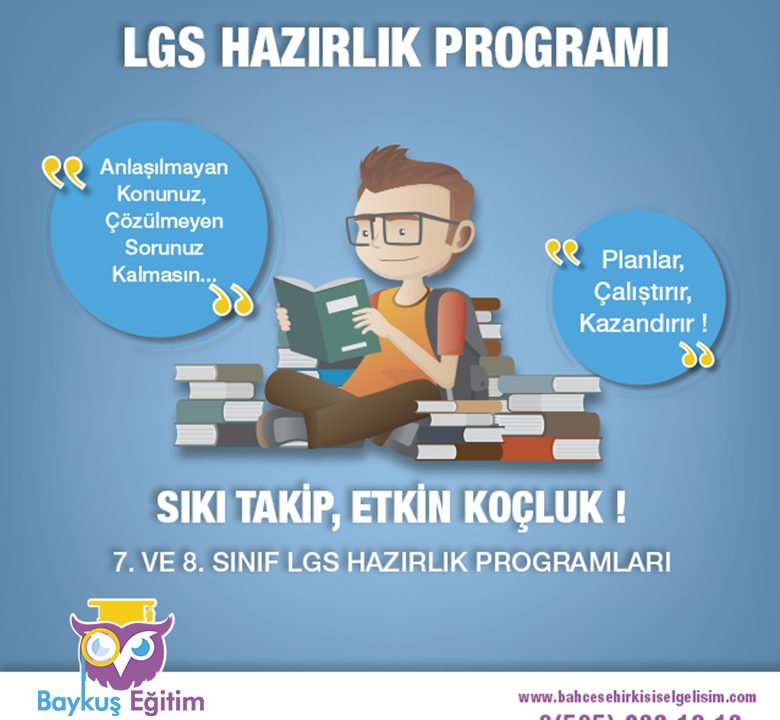 LGS HAZIRLIK PROGRAMI
Anlaşılmayan
Konunuz,
Çözülmeyen
Sorunuz
Kalmasın...
Planlar,
Çalıştırır,
Kazandırır !
SIKI TAKİP, ETKİN KOÇLUK !
7. VE 8. SINIF LGS HAZIRLIK PROGRAMLARI
Baykuş Eğitim
www.bahcesehirkisiselgelisim.com